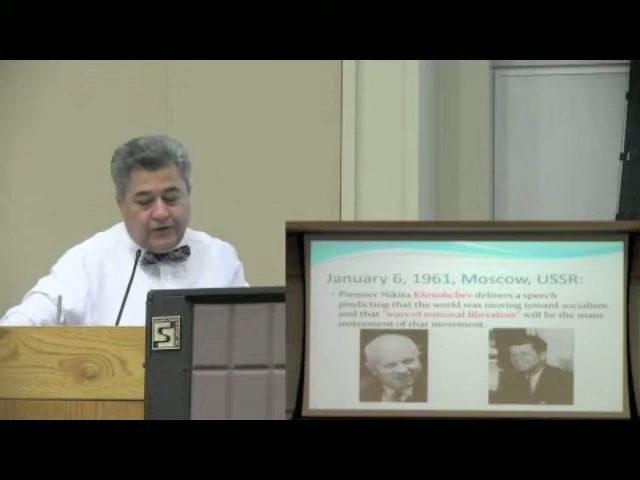 January 6, 1961, Moscow, USSR:
Premier Nikita Khrushchev delivers a speech
predicting that the world was moving toward socialism
and that "wars of national liberation" will be the main
instrument of that movement.
S